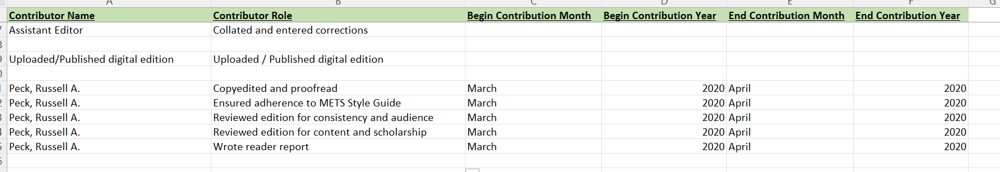 A B C D E F G
Contributor Name Contributor Role Begin Contribution Month Begin Contribution Year End Contribution Month End Contribution Year
Assistant Editor Collated and entered corrections
Uploaded/Published digital edition Uploaded / Published digital edition
Peck, Russell A. Copyedited and proofread March 2020 April 2020
Peck, Russell A. Ensured adherence to METS Style Guide March 2020 April 2020
Peck, Russell A. Reviewed edition for consistency and audience March 2020 April 2020
Peck, Russell A. Reviewed edition for content and scholarship March 2020 April 2020
Peck, Russell A. Wrote reader report March 2020 April 2020